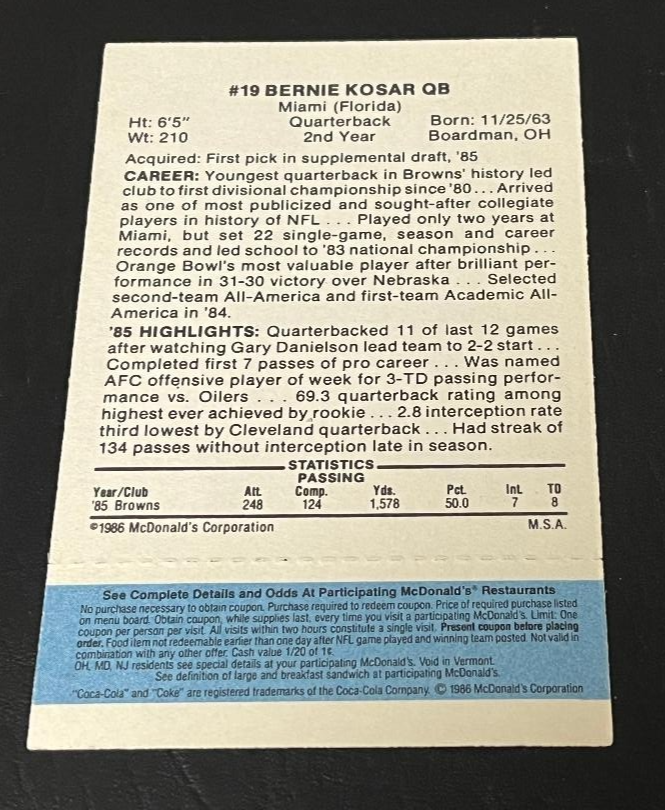 #19 BERNIE KOSAR QB
Miami (Florida)
Ht: 6'5" Quarterback Born: 11/25/63
Wt: 210 2nd Year Boardman, OH
Acquired: First pick in supplemental draft, '85
CAREER: Youngest quarterback in Browns' history led
club to first divisional championship since '80... Arrived
as one of most publicized and sought-after collegiate
players in history of NFL ... Played only two years at
Miami, but set 22 single-game, season and career
records and led school to '83 national championship...
Orange Bowl's most valuable player after brilliant per-
formance in 31-30 victory over Nebraska ... Selected
second-team All-America and first-team Academic All-
America in '84.
'85 HIGHLIGHTS: Quarterbacked 11 of last 12 games
after watching Gary Danielson lead team to 2-2 start...
Completed first 7 passes of pro career ... Was named
AFC offensive player of week for 3-TD passing perfor-
mance vs. Oilers ... 69.3 quarterback rating among
highest ever achieved by rookie ... 2.8 interception rate
third lowest by Cleveland quarterback ... Had streak of
134 passes without interception late in season.
STATISTICS
PASSING
Year/Club Att. Comp. Yds. Pct. Int. TD
'85 Browns 248 124 1,578 50.0 7 8
©1986 McDonald's Corporation M.S.A.
See Complete Details and Odds At Participating McDonald's® Restaurants
No purchase necessary to obtain coupon. Purchase required to redeem coupon. Price of required purchase listed
on menu board. Obtain coupon, while supplies last, every time you visit a participating McDonald's. Limit: One
coupon per person per visit. All visits within two hours constitute a single visit. Present coupon before placing
order. Food item not redeemable earlier than one day after NFL game played and winning team posted. Not valid in
combination with any other offer. Cash value 1/20 of 1¢.
OH, MD, NJ residents see special details at your participating McDonald's. Void in Vermont.
See definition of large and breakfast sandwich at participating McDonald's.
"Coca-Cola" and "Coke" are registered trademarks of the Coca-Cola Company. © 1986 McDonald's Corporation